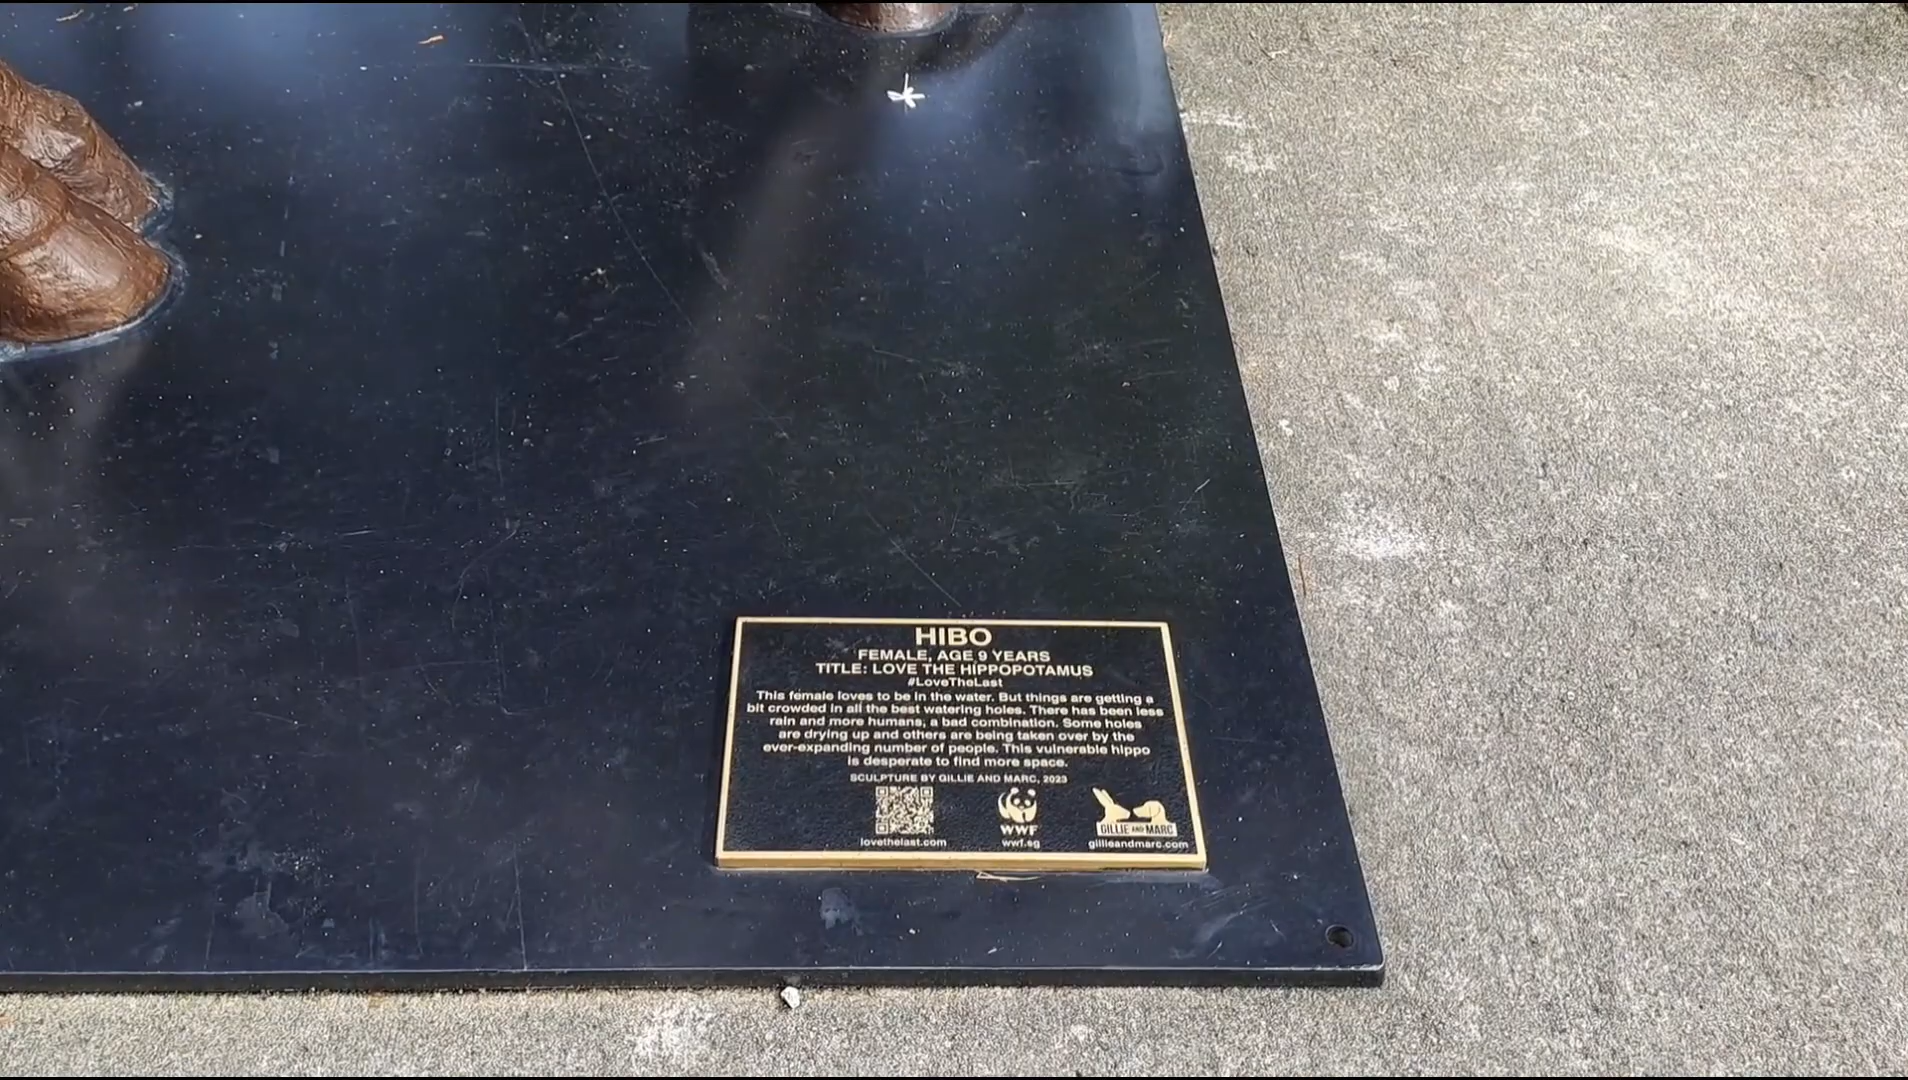 HIBO
FEMALE, AGE 9 YEARS
TITLE: LOVE THE HIPPOPOTAMUS
#LoveTheLast
This female loves to be in the water. But things are getting a
bit crowded in all the best watering holes. There has been less
rain and more humans, a bad combination. Some holes
are drying up and others are being taken over by the
ever-expanding number of people. This vulnerable hippo
is desperate to find more space.
SCULPTURE BY GILLIE AND MARC, 2023
WWF
GILLIE AND MARC
lovethelast.com
wwf.sg
gillieandmarc.com